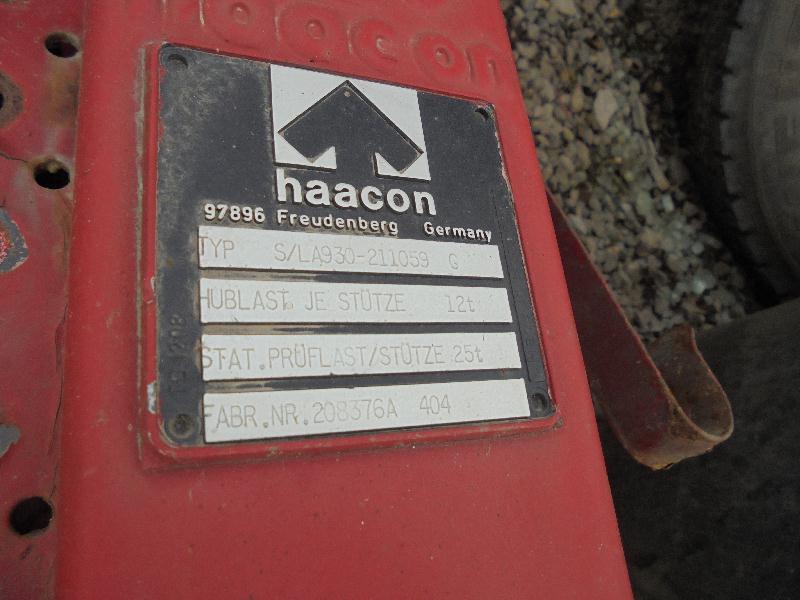 haacon
haacon
97896 Freudenberg Germany
TYP S/LA930-211059 G
HUBLAST JE STÜTZE 12t
STAT.PRÜFLAST/STÜTZE 25t
FABR.NR.208376A 404